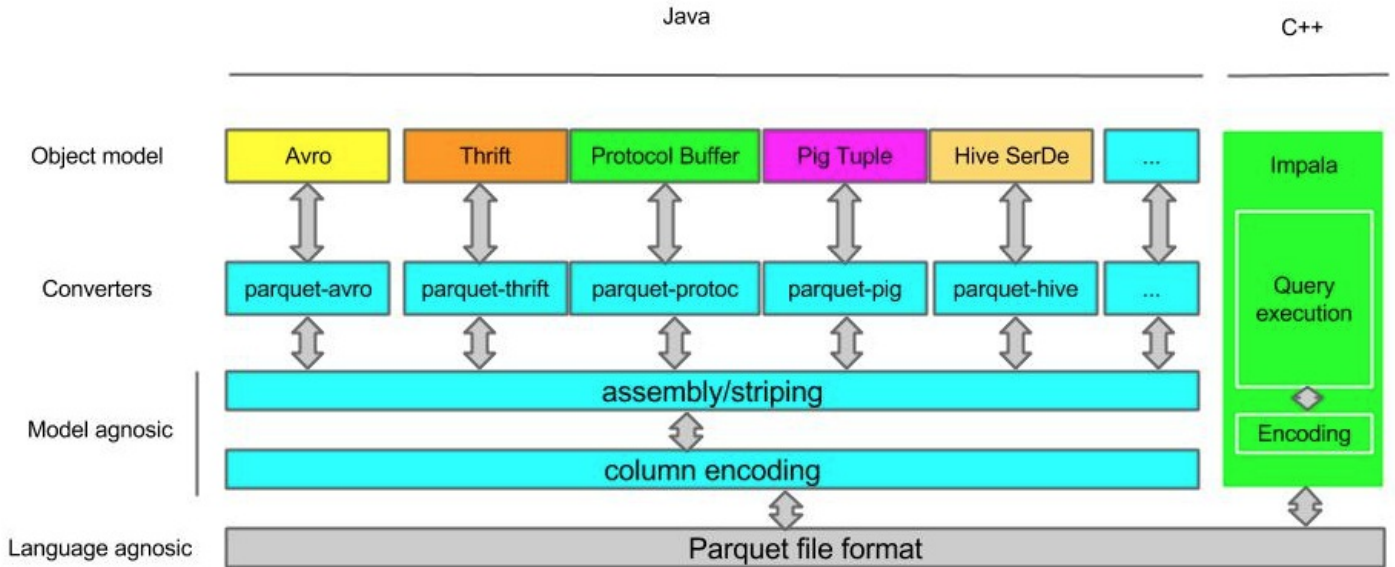 Java
C++
Object model
Avro
Thrift
Protocol Buffer
Pig Tuple
Hive SerDe
...
Impala
Converters
parquet-avro
parquet-thrift
parquet-protoc
parquet-pig
parquet-hive
...
Query
execution
assembly/striping
Model agnosic
Encoding
column encoding
Language agnosic
Parquet file format